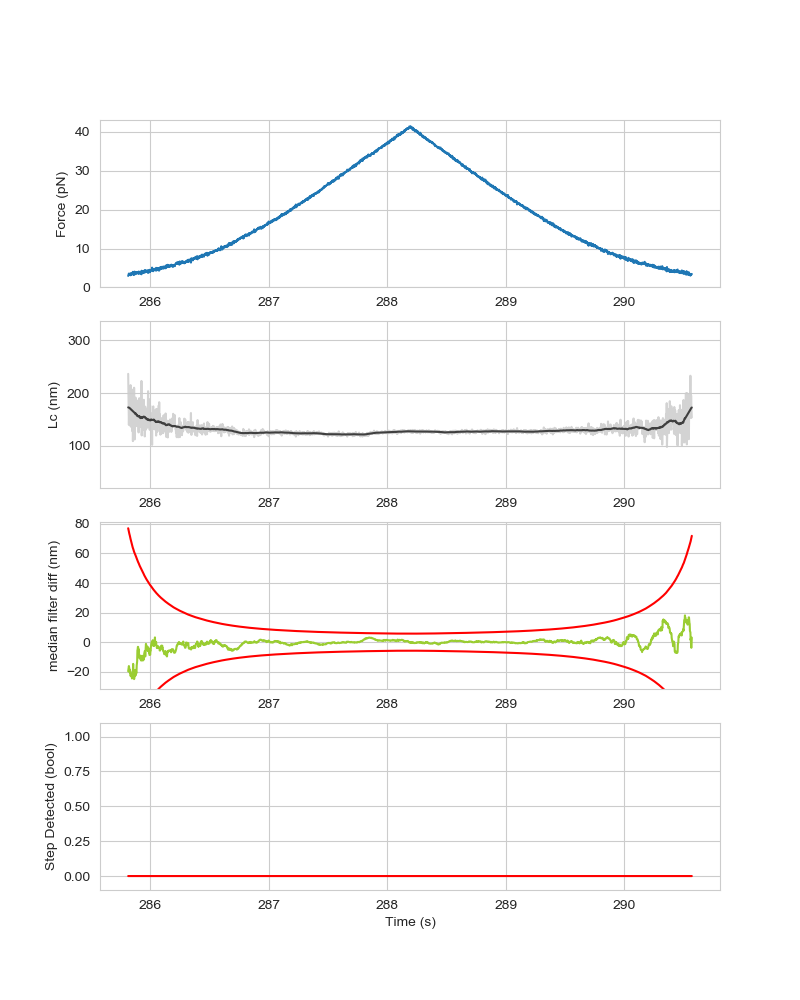 40
30
20
10
0
Force (pN)
286 287 288 289 290
300
200
100
Lc (nm)
286 287 288 289 290
80
60
40
20
0
−20
median filter diff (nm)
286 287 288 289 290
1.00
0.75
0.50
0.25
0.00
Step Detected (bool)
286 287 288 289 290
Time (s)